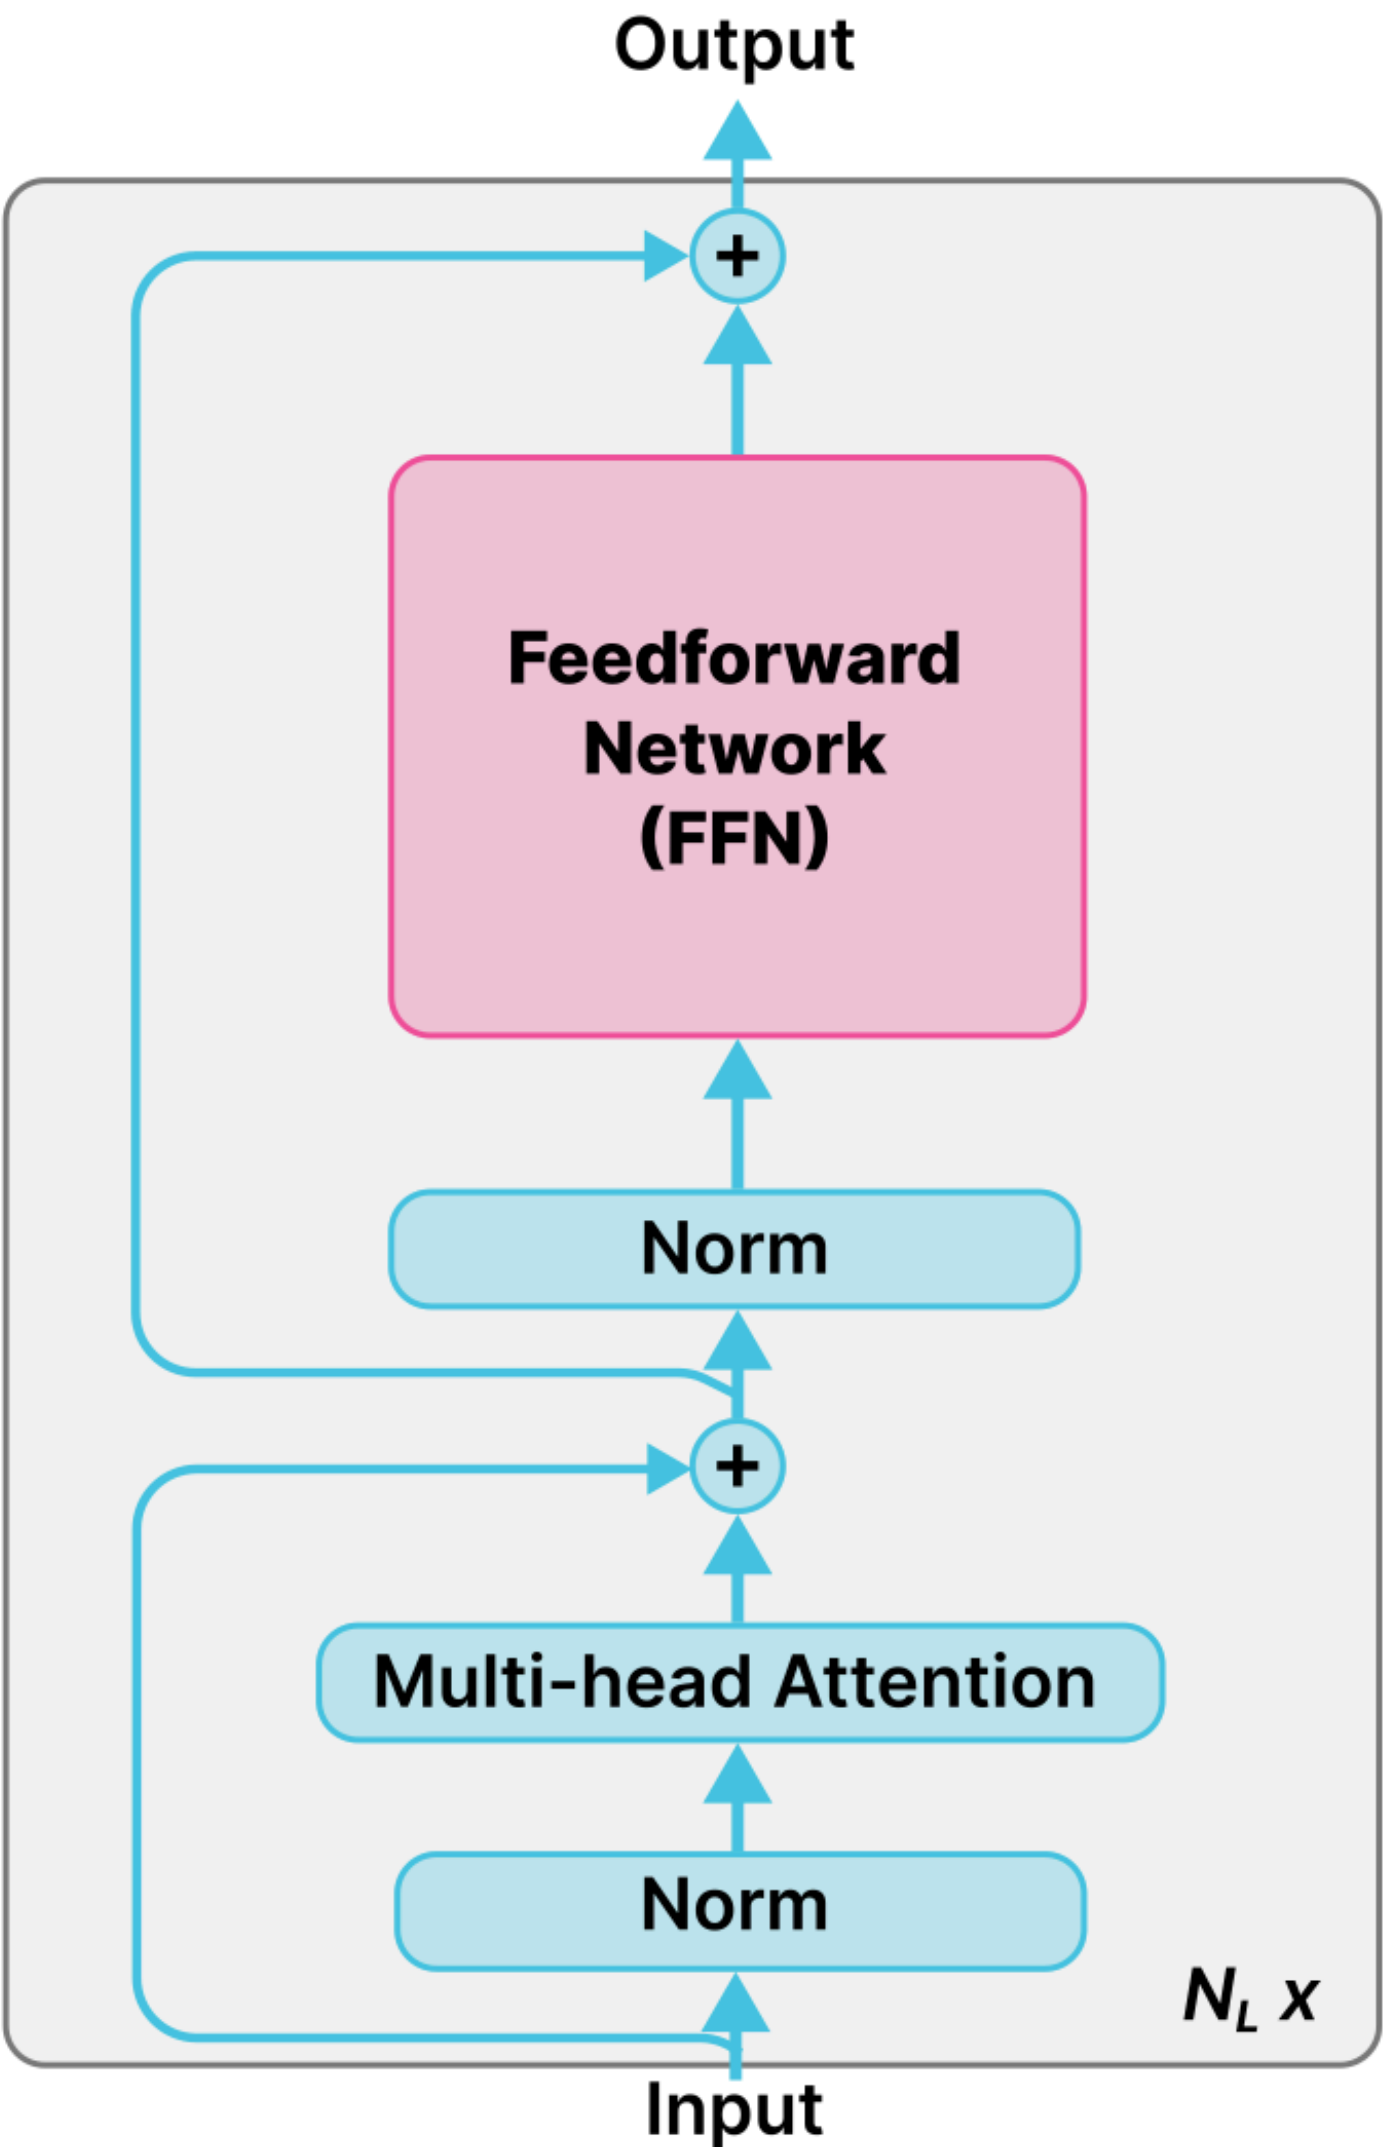 Output
+
Feedforward
Network
(FFN)
Norm
+
Multi-head Attention
Norm
N_L x
Input